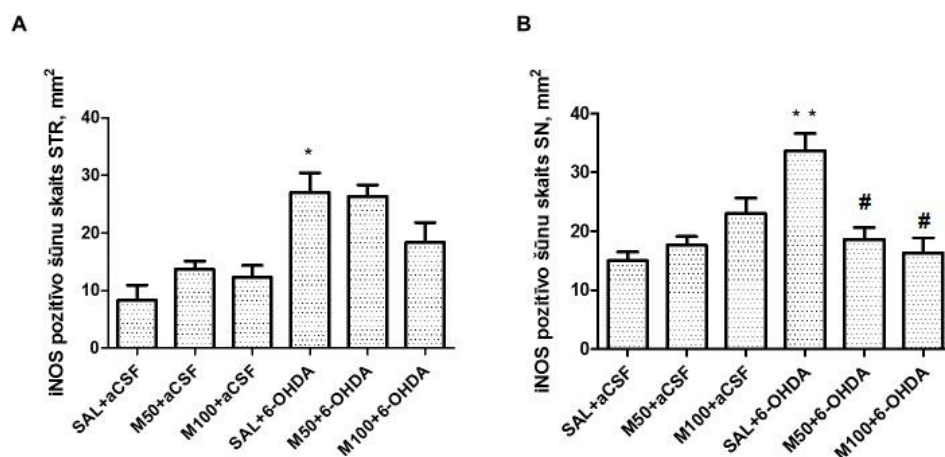 A
iNOS pozitīvo šūnu skaits STR, mm²
40
30
20
10
0
*
SAL+aCSF
M50+aCSF
M100+aCSF
SAL+6-OHDA
M50+6-OHDA
M100+6-OHDA
B
iNOS pozitīvo šūnu skaits SN, mm²
40
30
20
10
0
* *
#
#
SAL+aCSF
M50+aCSF
M100+aCSF
SAL+6-OHDA
M50+6-OHDA
M100+6-OHDA